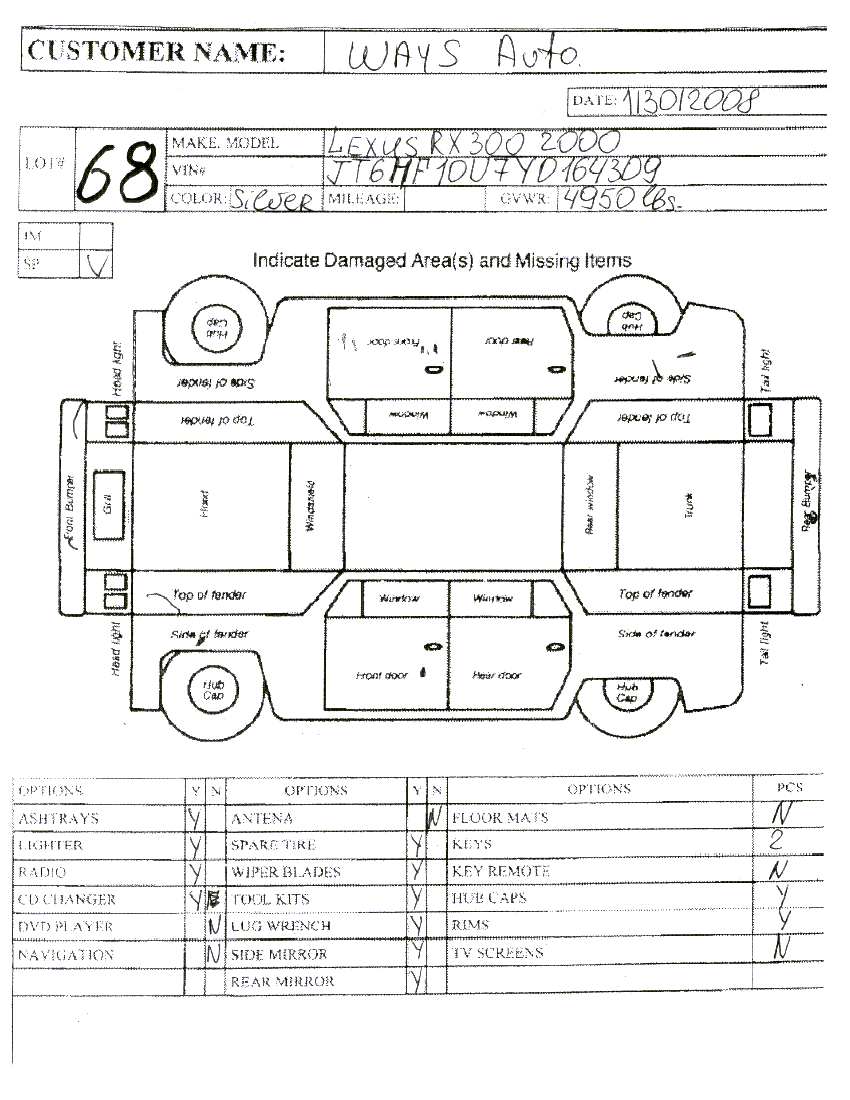 CUSTOMER NAME: WAYS Auto.
DATE: 1/30/2008
LOT# 68
MAKE, MODEL LEXUS RX300 2000
VIN# JT6HF10U7YD164309
COLOR: SilvER MILEAGE: GVWR: 4950 lbs.
IM
SP V
Indicate Damaged Area(s) and Missing Items
Hub Cap Hub Cap
Front door Rear door
Head light Side of fender Side of fender Tail light
Top of fender Window Window Top of fender
Front Bumper Grill Hood Windshield Rear window Trunk Rear Bumper
Top of fender Window Window Top of fender
Head light Side of fender Side of fender Tail light
Front door Rear door
Hub Cap Hub Cap
OPTIONS Y N OPTIONS Y N OPTIONS PCS
ASHTRAYS Y ANTENA N FLOOR MATS N
LIGHTER Y SPARE TIRE Y KEYS 2
RADIO Y WIPER BLADES Y KEY REMOTE N
CD CHANGER Y TOOL KITS Y HUB CAPS Y
DVD PLAYER N LUG WRENCH Y RIMS Y
NAVIGATION N SIDE MIRROR Y TV SCREENS N
REAR MIRROR Y